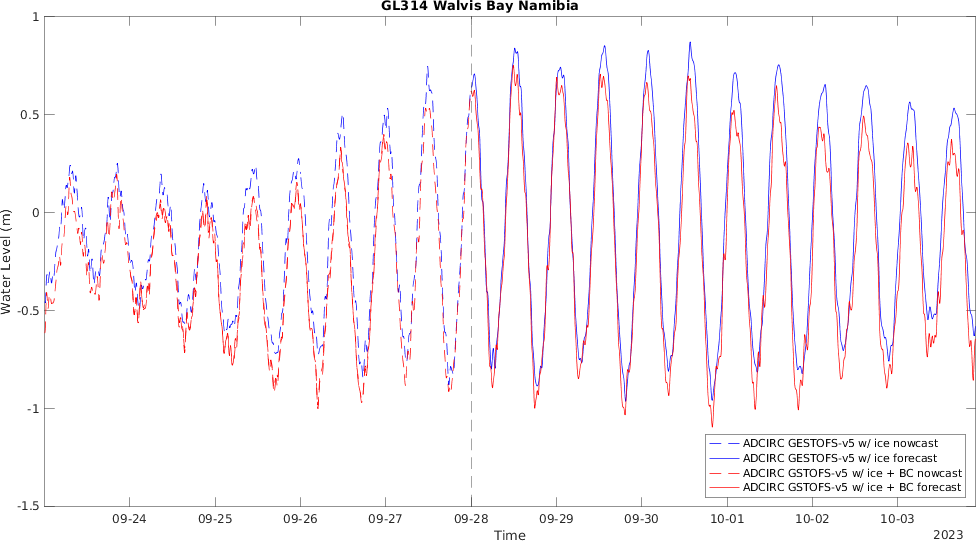 GL314 Walvis Bay Namibia
1
0.5
0
-0.5
-1
-1.5
Water Level (m)
09-24 09-25 09-26 09-27 09-28 09-29 09-30 10-01 10-02 10-03
Time
2023
ADCIRC GESTOFS-v5 w/ ice nowcast
ADCIRC GESTOFS-v5 w/ ice forecast
ADCIRC GSTOFS-v5 w/ ice + BC nowcast
ADCIRC GSTOFS-v5 w/ ice + BC forecast